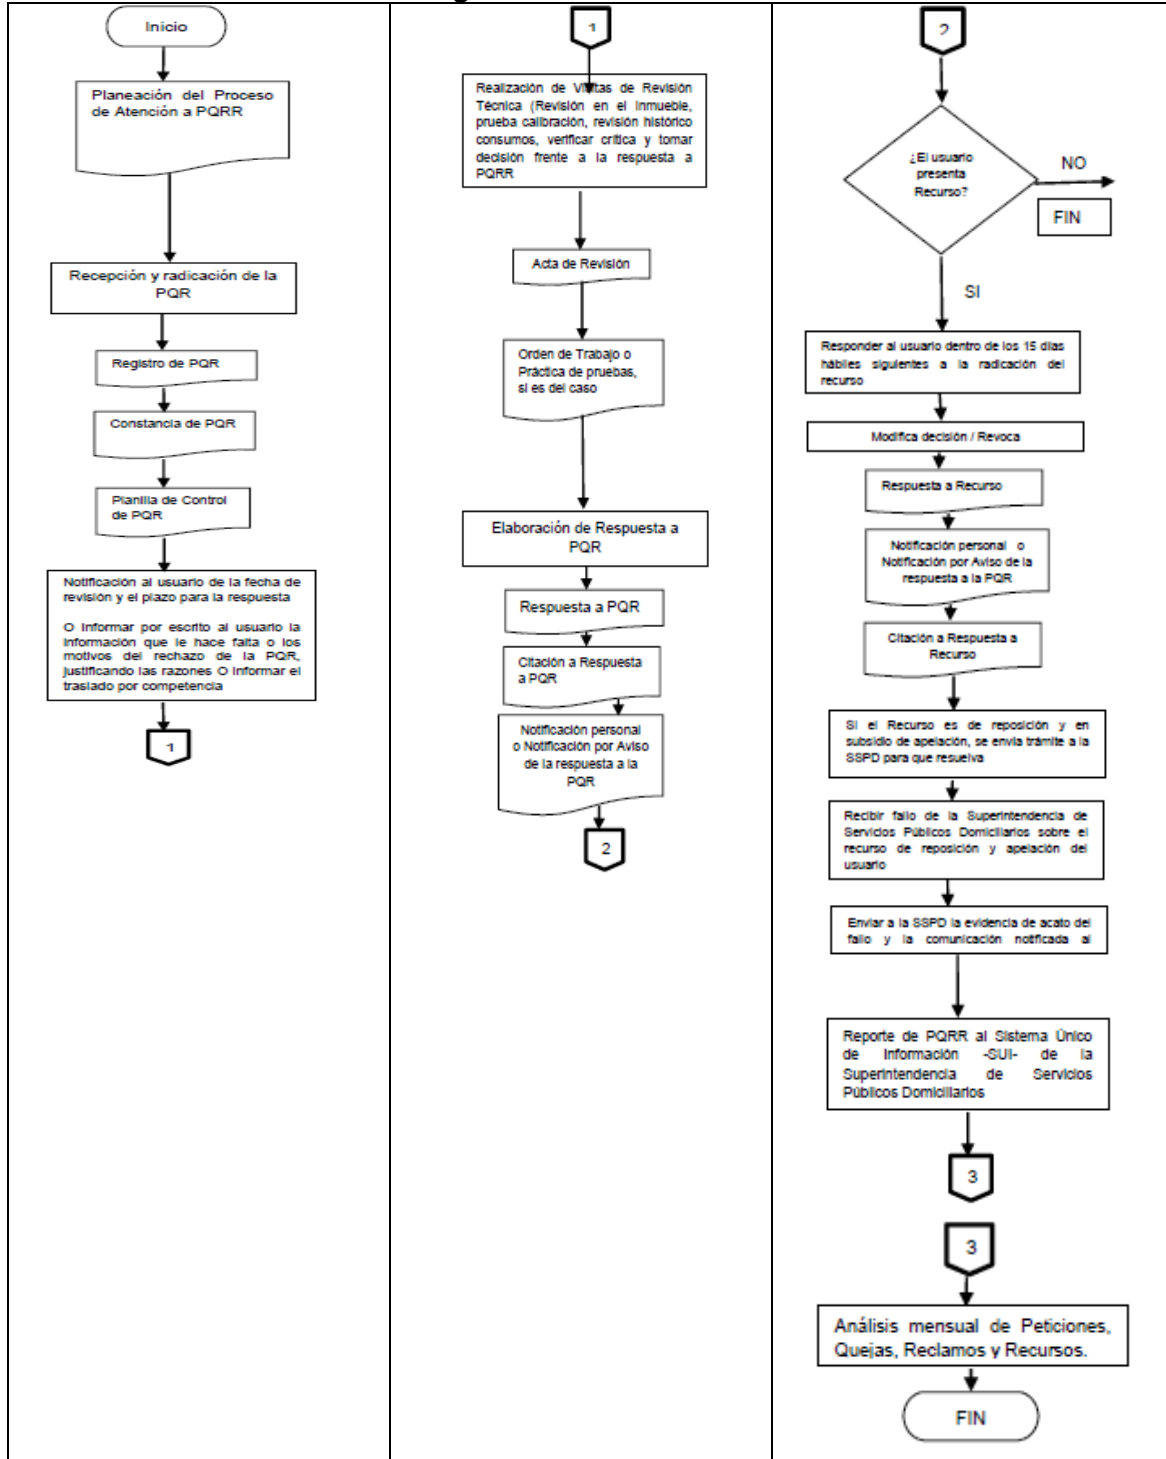 Inicio
Planeación del Proceso
de Atención a PQRR
Recepción y radicación de la
PQR
Registro de PQR
Constancia de PQR
Planilla de Control
de PQR
Notificación al usuario de la fecha de
revisión y el plazo para la respuesta
O Informar por escrito al usuario la
información que le hace falta o los
motivos del rechazo de la PQR,
justificando las razones O Informar el
traslado por competencia
1
1
Realización de Visitas de Revisión
Técnica (Revisión en el Inmueble,
prueba calibración, revisión histórico
consumos, verificar crítica y tomar
decisión frente a la respuesta a
PQRR
Acta de Revisión
Orden de Trabajo o
Práctica de pruebas,
si es del caso
Elaboración de Respuesta a
PQR
Respuesta a PQR
Citación a Respuesta
a PQR
Notificación personal
o Notificación por Aviso
de la respuesta a la
PQR
2
2
¿El usuario
presenta
Recurso?
NO
FIN
SI
Responder al usuario dentro de los 15 días
hábiles siguientes a la radicación del
recurso
Modifica decisión / Revoca
Respuesta a Recurso
Notificación personal o
Notificación por Aviso de la
respuesta a la PQR
Citación a Respuesta a
Recurso
Si el Recurso es de reposición y en
subsidio de apelación, se envía trámite a la
SSPD para que resuelva
Recibir fallo de la Superintendencia de
Servicios Públicos Domiciliarios sobre el
recurso de reposición y apelación del
usuario
Enviar a la SSPD la evidencia de acato del
fallo y la comunicación notificada al
Reporte de PQRR al Sistema Único
de Información -SUI- de la
Superintendencia de Servicios
Públicos Domiciliarios
3
3
Análisis mensual de Peticiones,
Quejas, Reclamos y Recursos.
FIN